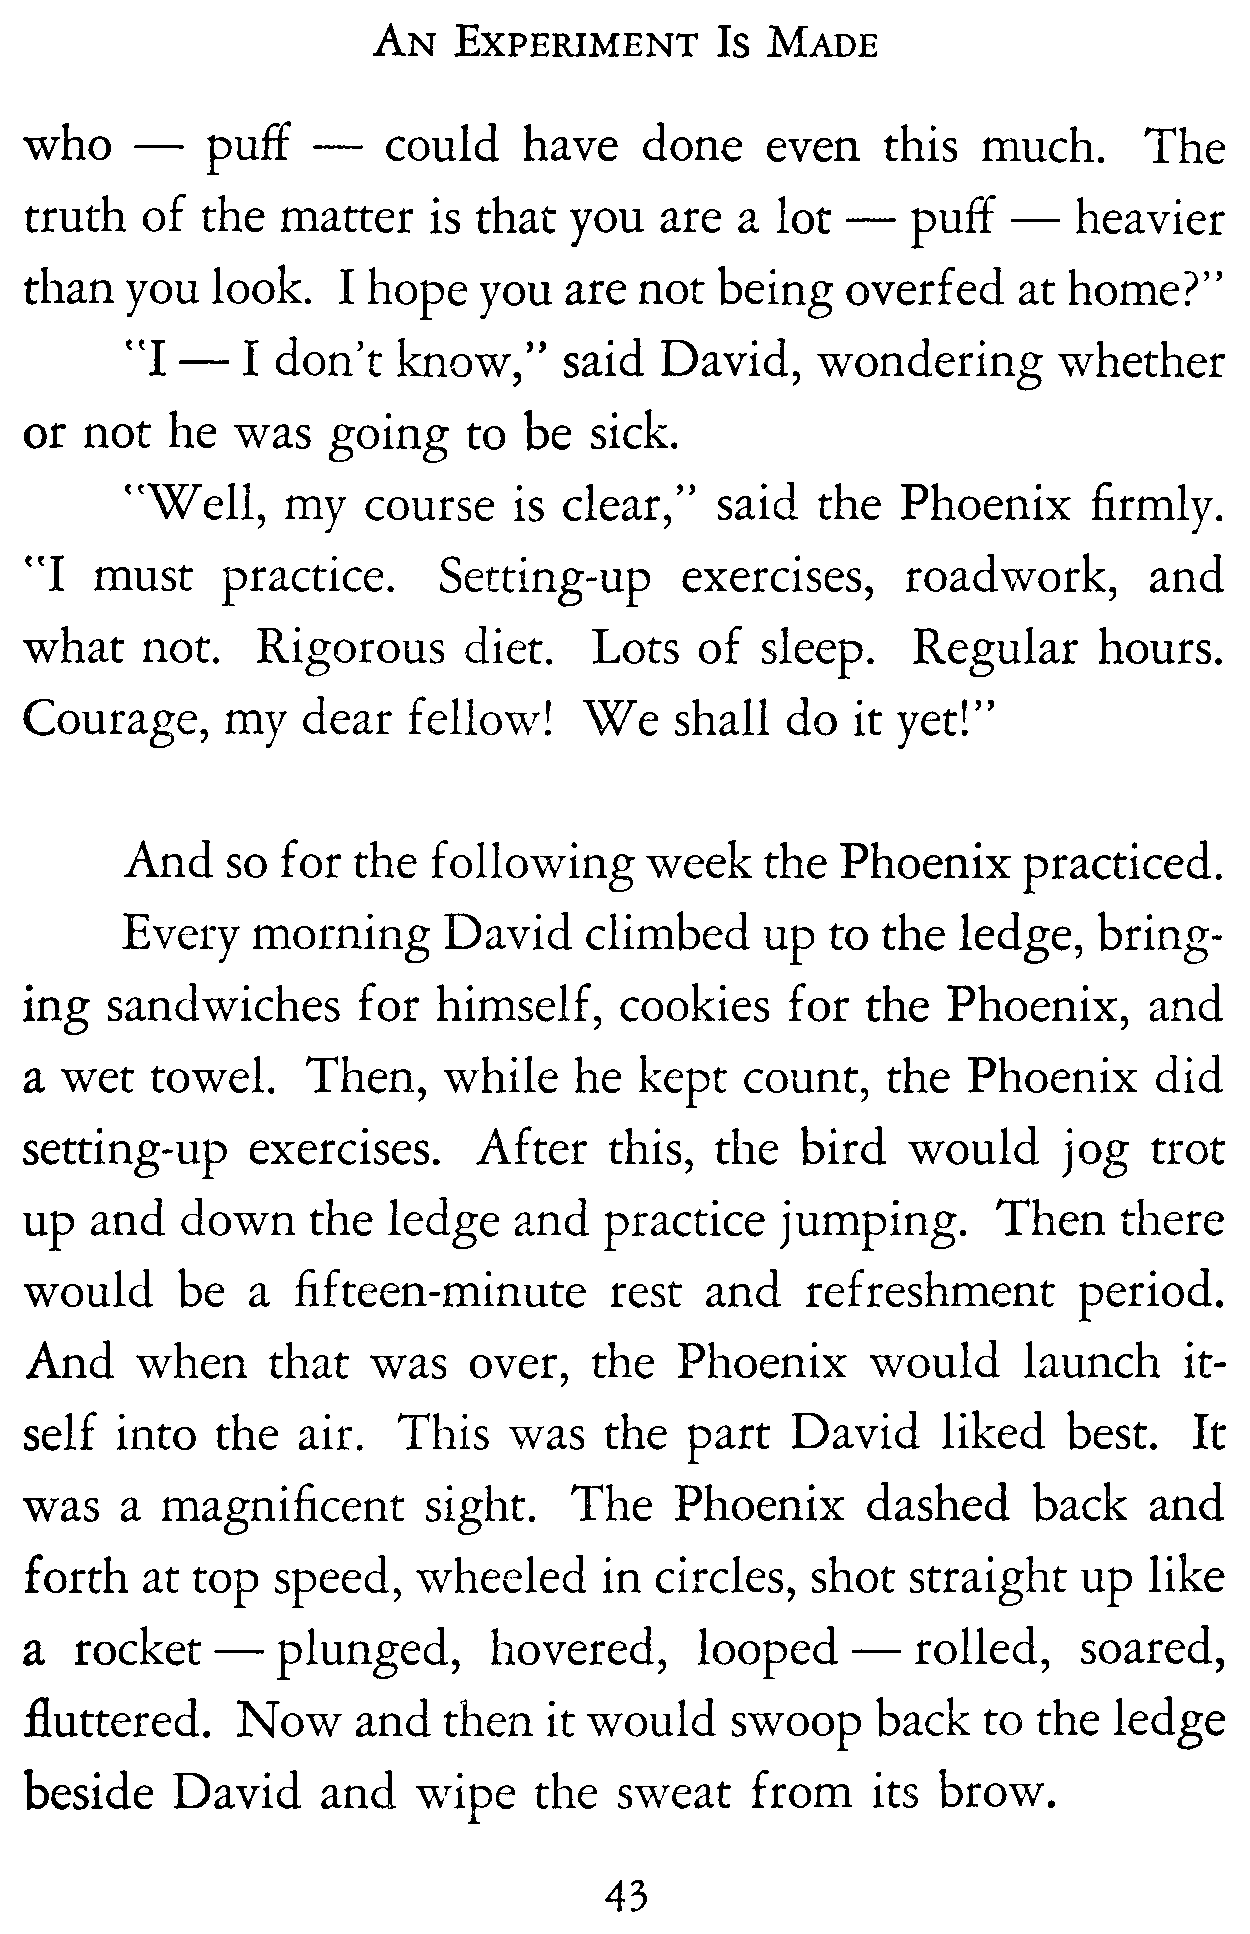 An Experiment Is Made
who — puff — could have done even this much. The
truth of the matter is that you are a lot — puff — heavier
than you look. I hope you are not being overfed at home?"
"I — I don't know," said David, wondering whether
or not he was going to be sick.
"Well, my course is clear," said the Phoenix firmly.
"I must practice. Setting-up exercises, roadwork, and
what not. Rigorous diet. Lots of sleep. Regular hours.
Courage, my dear fellow! We shall do it yet!"
And so for the following week the Phoenix practiced.
Every morning David climbed up to the ledge, bring-
ing sandwiches for himself, cookies for the Phoenix, and
a wet towel. Then, while he kept count, the Phoenix did
setting-up exercises. After this, the bird would jog trot
up and down the ledge and practice jumping. Then there
would be a fifteen-minute rest and refreshment period.
And when that was over, the Phoenix would launch it-
self into the air. This was the part David liked best. It
was a magnificent sight. The Phoenix dashed back and
forth at top speed, wheeled in circles, shot straight up like
a rocket — plunged, hovered, looped — rolled, soared,
fluttered. Now and then it would swoop back to the ledge
beside David and wipe the sweat from its brow.
43